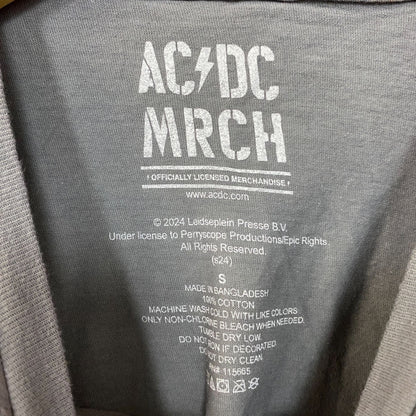 AC⚡DC
MRCH
! OFFICIALLY LICENSED MERCHANDISE !
www.acdc.com
© 2024 Leidseplein Presse B.V.
Under license to Perryscope Productions/Epic Rights.
All Rights Reserved.
(s24)
S
MADE IN BANGLADESH
100% COTTON
MACHINE WASH COLD WITH LIKE COLORS
ONLY NON-CHLORINE BLEACH WHEN NEEDED.
TUMBLE DRY LOW.
DO NOT IRON IF DECORATED
DO NOT DRY CLEAN
115665